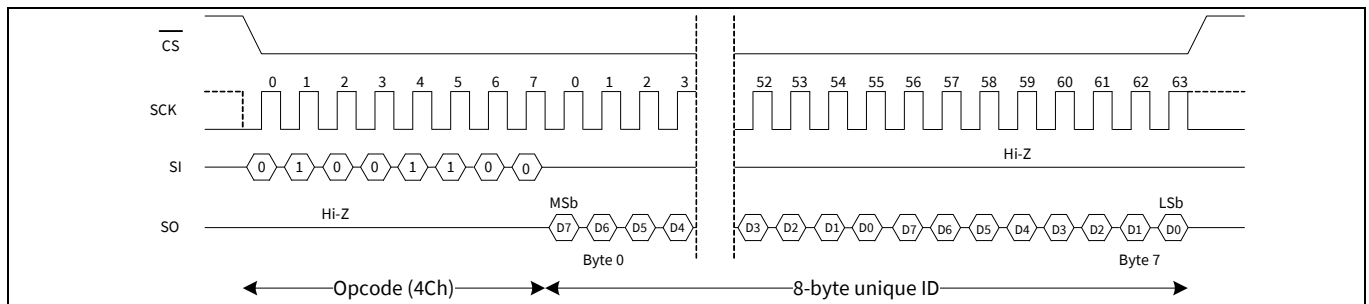 CS
0 1 2 3 4 5 6 7 0 1 2 3 52 53 54 55 56 57 58 59 60 61 62 63
SCK
Hi-Z
SI 0 1 0 0 1 1 0 0
Hi-Z MSb LSb
SO D7 D6 D5 D4 D3 D2 D1 D0 D7 D6 D5 D4 D3 D2 D1 D0
Byte 0 Byte 7
Opcode (4Ch) 8-byte unique ID